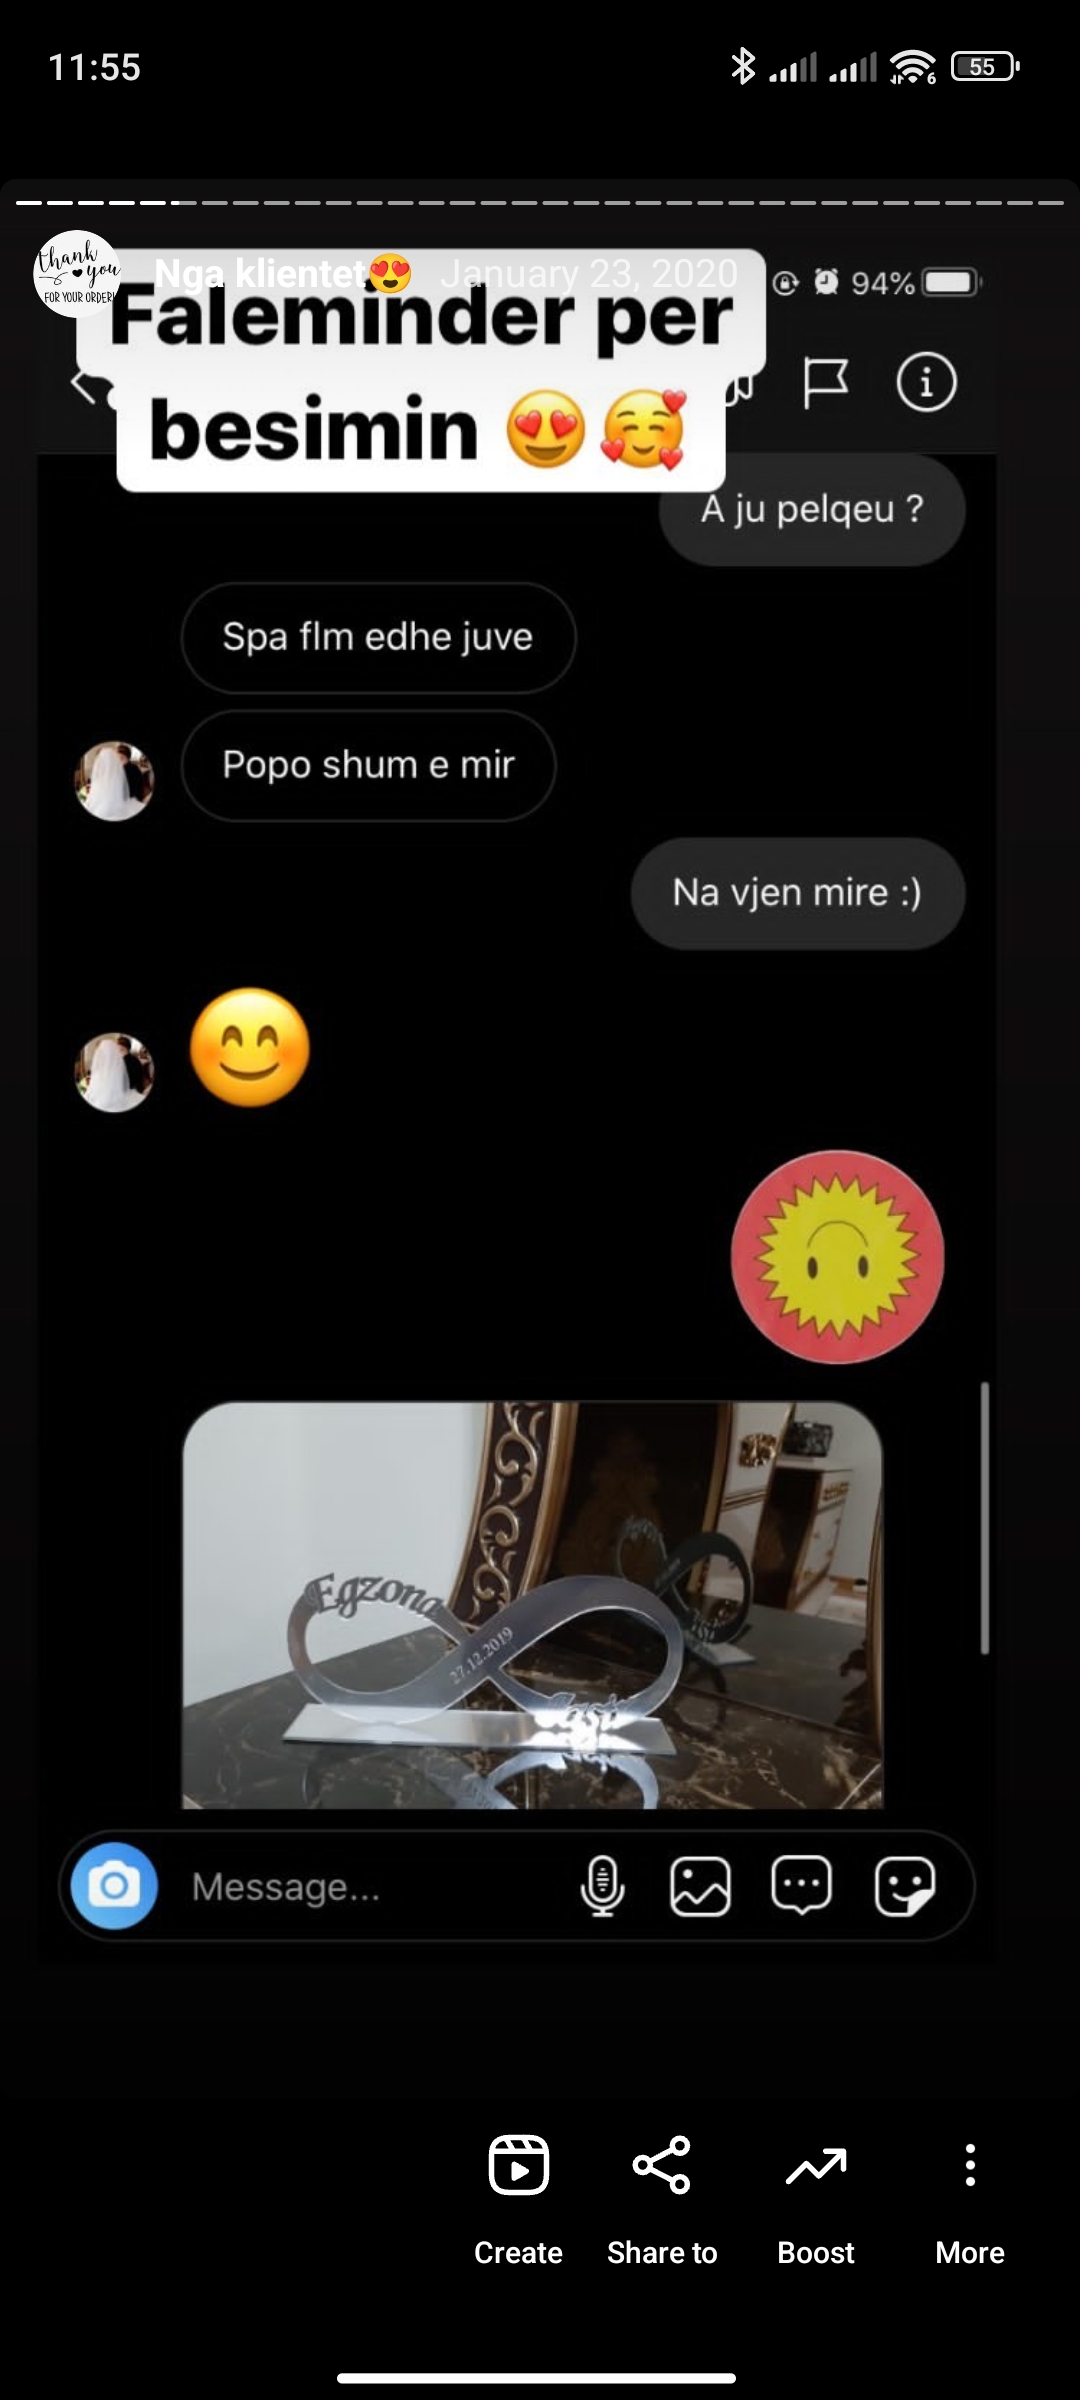 11:55
6
55
thank
you
FOR YOUR ORDER!
Nga klientet😍 January 23, 2020
94%
Faleminder per
besimin 😍🥰
A ju pelqeu ?
Spa flm edhe juve
Popo shum e mir
Na vjen mire :)
😊
Egzona
27.12.2019
Message...
Create
Share to
Boost
More